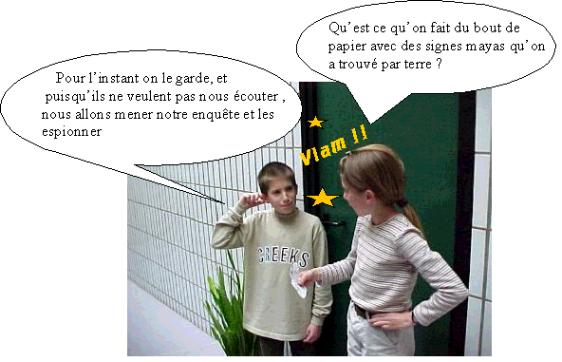 Qu'est ce qu'on fait du bout de
papier avec des signes mayas qu'on
a trouvé par terre ?
Pour l'instant on le garde, et
puisqu'ils ne veulent pas nous écouter ,
nous allons mener notre enquête et les
espionner
Vlam !!
CREEKS